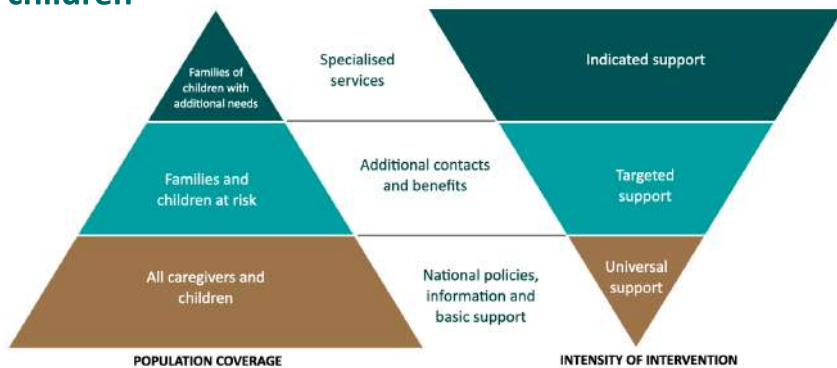 children
Families of
children with
additional needs
Specialised
services
Indicated support
Families and
children at risk
Additional contacts
and benefits
Targeted
support
All caregivers and
children
National policies,
information and
basic support
Universal
support
POPULATION COVERAGE
INTENSITY OF INTERVENTION